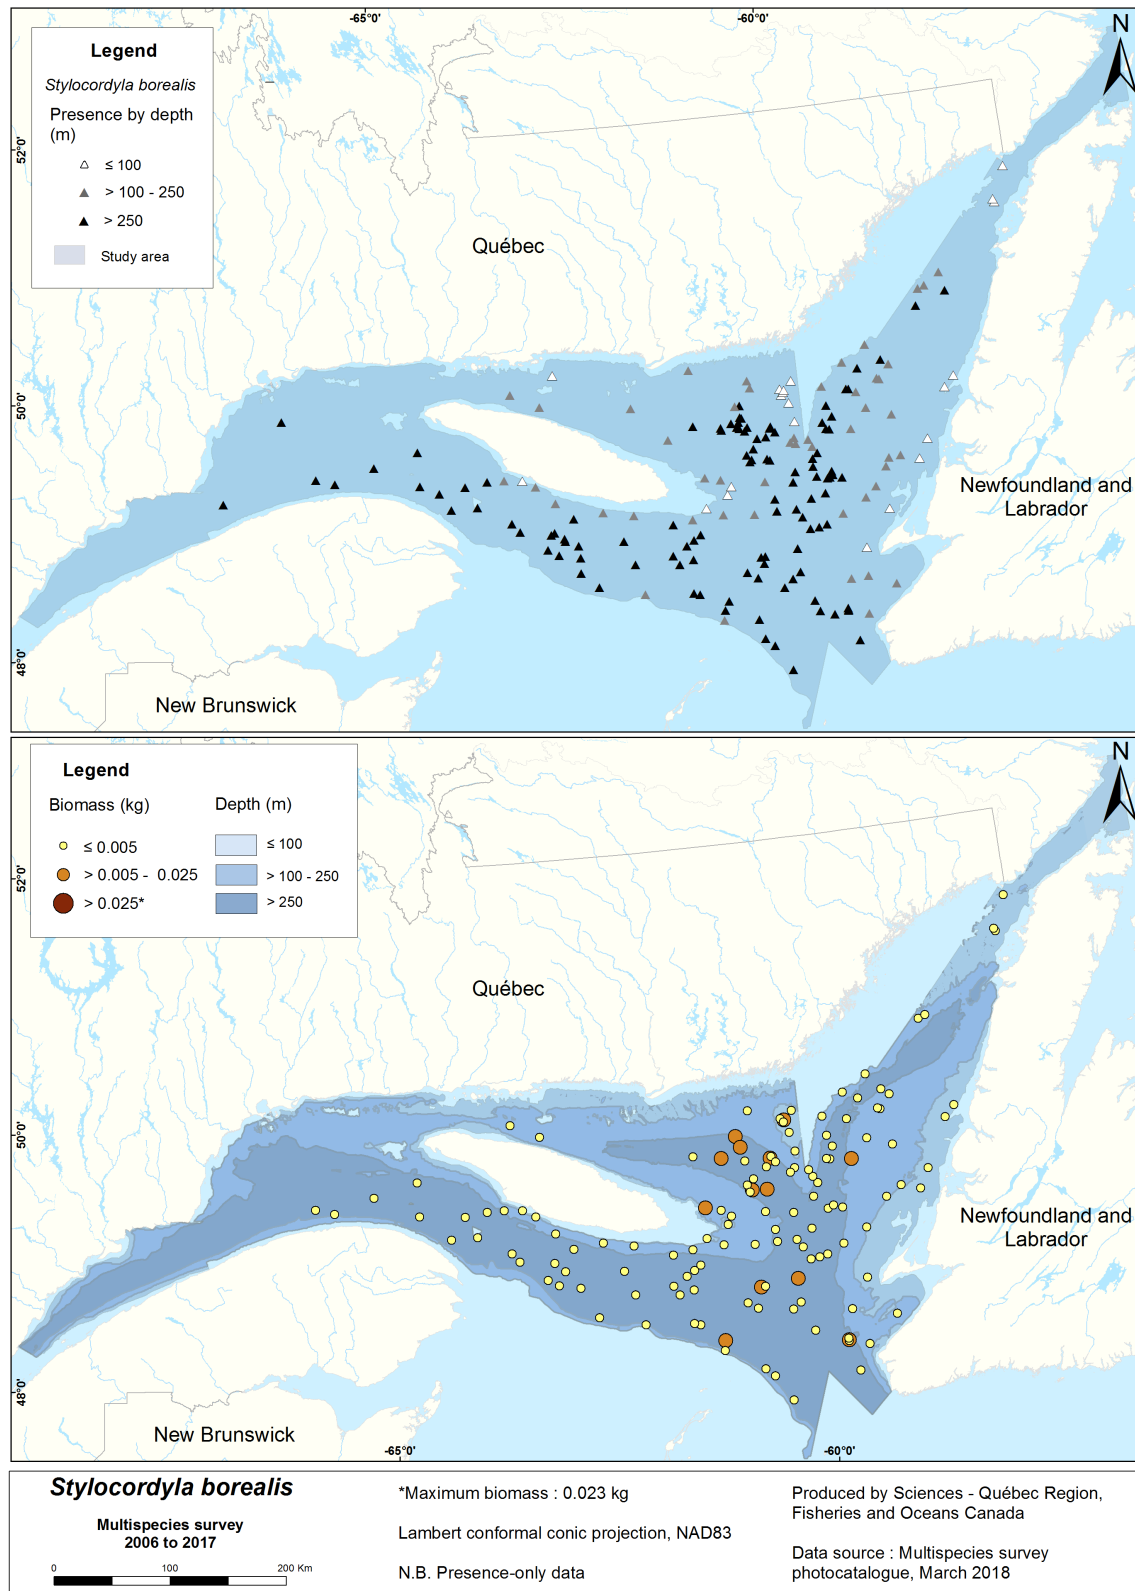 -65°0'
-60°0'
N
Legend
Stylocordyla borealis
Presence by depth
(m)
≤ 100
> 100 - 250
> 250
Study area
52°0'
Québec
50°0'
Newfoundland and
Labrador
48°0'
New Brunswick
N
Legend
Biomass (kg)
Depth (m)
≤ 0.005
> 0.005 - 0.025
> 0.025*
≤ 100
> 100 - 250
> 250
52°0'
Québec
50°0'
Newfoundland and
Labrador
48°0'
New Brunswick
-65°0'
-60°0'
Stylocordyla borealis
Multispecies survey
2006 to 2017
0 100 200 Km
*Maximum biomass : 0.023 kg
Lambert conformal conic projection, NAD83
N.B. Presence-only data
Produced by Sciences - Québec Region,
Fisheries and Oceans Canada
Data source : Multispecies survey
photocatalogue, March 2018